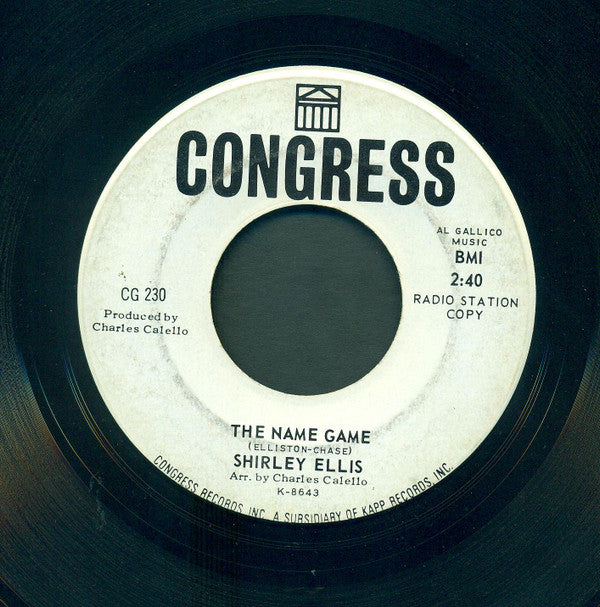 CONGRESS
AL GALLICO
MUSIC
BMI
2:40
RADIO STATION
COPY
CG 230
Produced by
Charles Calello
THE NAME GAME
(ELLISTON-CHASE)
SHIRLEY ELLIS
Arr. by Charles Calello
K-8643
CONGRESS RECORDS, INC. A SUBSIDIARY OF KAPP RECORDS, INC.